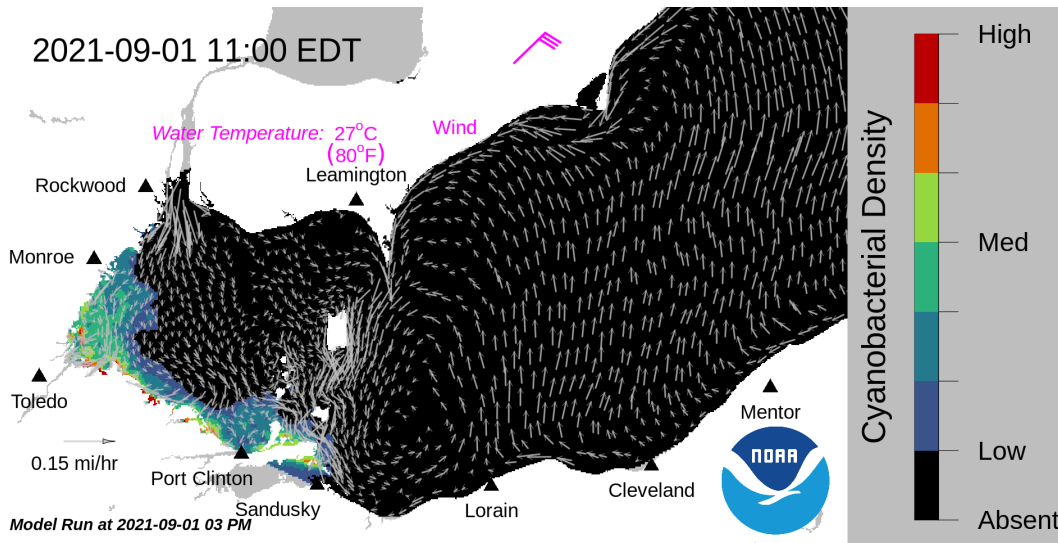 2021-09-01 11:00 EDT
High
Water Temperature: 27°C
(80°F)
Wind
Leamington
Rockwood
Monroe
Med
Cyanobacterial Density
Toledo
Mentor
0.15 mi/hr
NOAA
Low
Port Clinton
Sandusky
Lorain
Cleveland
Model Run at 2021-09-01 03 PM
Absent